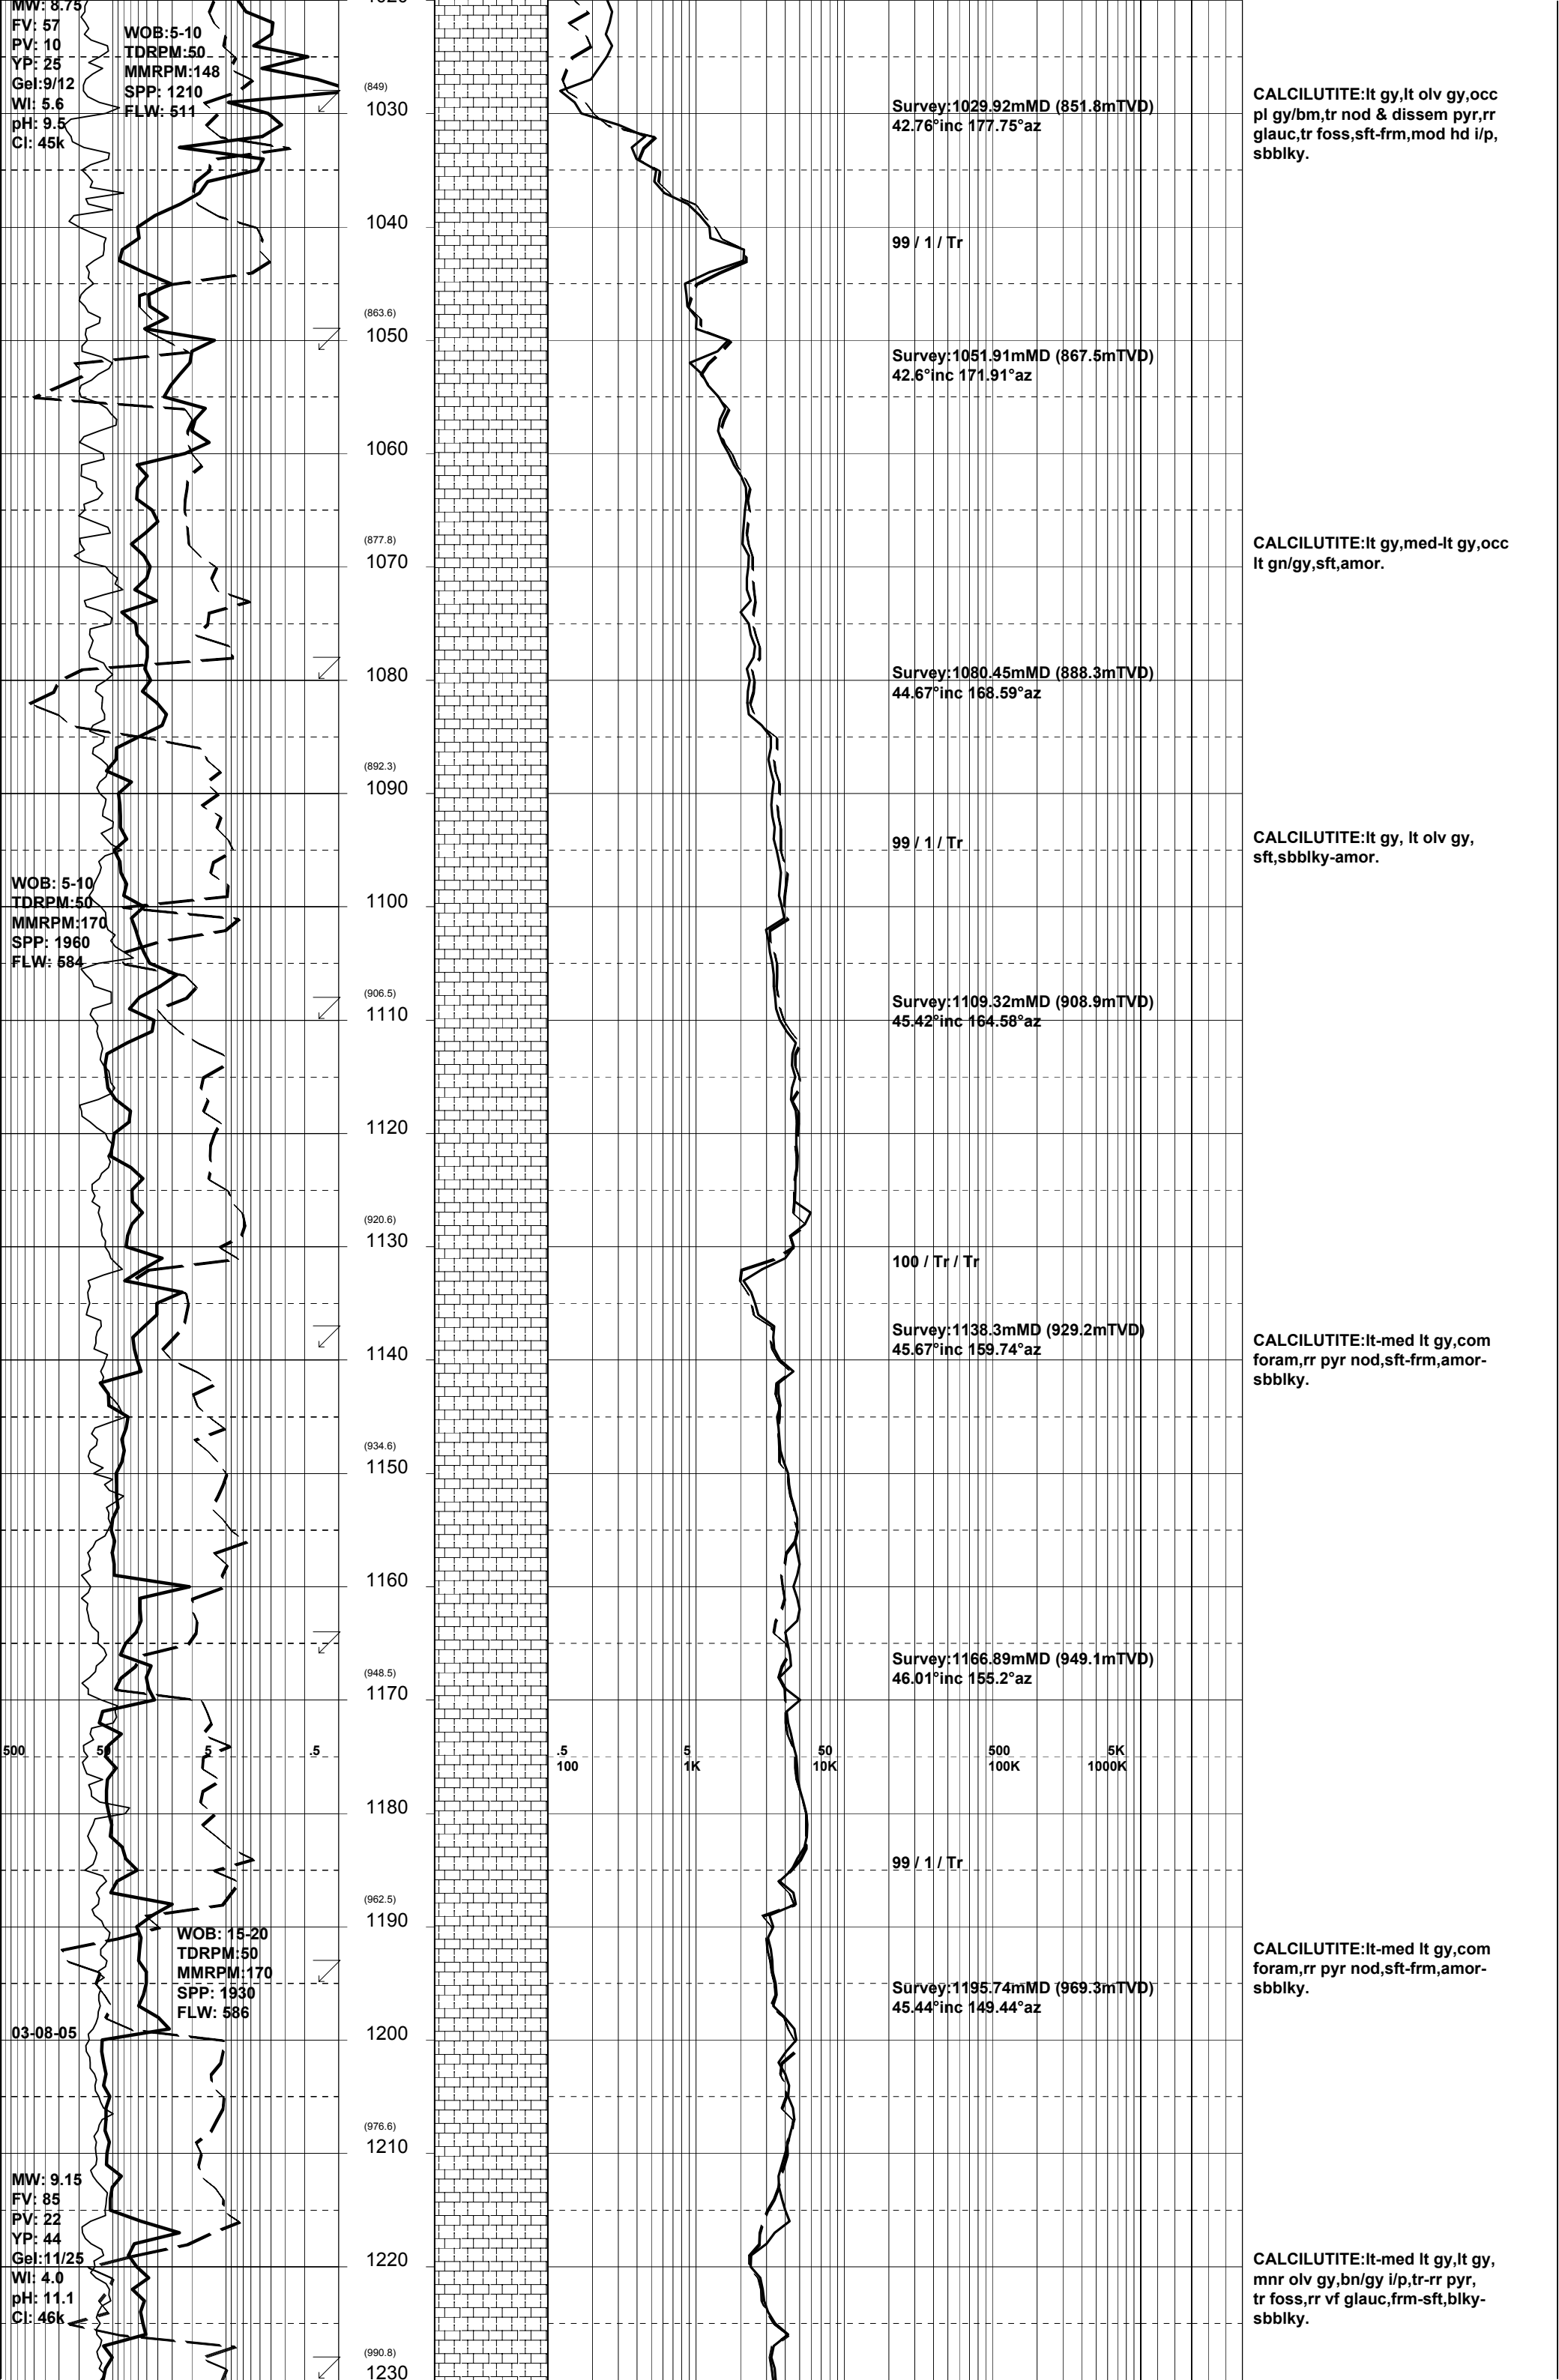 MW: 8.75
FV: 57
PV: 10
YP: 25
Gel:9/12
Wl: 5.6
pH: 9.5
Cl: 45k
WOB:5-10
TDRPM:50
MMRPM:148
SPP: 1210
FLW: 511
(849)
1030
Survey:1029.92mMD (851.8mTVD)
42.76°inc 177.75°az
CALCILUTITE:lt gy,lt olv gy,occ
pl gy/bm,tr nod & dissem pyr,rr
glauc,tr foss,sft-frm,mod hd i/p,
sbblky.
1040
99 / 1 / Tr
(863.6)
1050
Survey:1051.91mMD (867.5mTVD)
42.6°inc 171.91°az
1060
(877.8)
1070
CALCILUTITE:lt gy,med-lt gy,occ
lt gn/gy,sft,amor.
1080
Survey:1080.45mMD (888.3mTVD)
44.67°inc 168.59°az
(892.3)
1090
99 / 1 / Tr
CALCILUTITE:lt gy, lt olv gy,
sft,sbblky-amor.
WOB: 5-10
TDRPM:50
MMRPM:170
SPP: 1960
FLW: 584
1100
(906.5)
1110
Survey:1109.32mMD (908.9mTVD)
45.42°inc 164.58°az
1120
(920.6)
1130
100 / Tr / Tr
Survey:1138.3mMD (929.2mTVD)
45.67°inc 159.74°az
1140
CALCILUTITE:lt-med lt gy,com
foram,rr pyr nod,sft-frm,amor-
sbblky.
(934.6)
1150
1160
Survey:1166.89mMD (949.1mTVD)
46.01°inc 155.2°az
(948.5)
1170
500 50 5 .5
.5 5 50 500 5K
100 1K 10K 100K 1000K
1180
99 / 1 / Tr
(962.5)
1190
WOB: 15-20
TDRPM:50
MMRPM:170
SPP: 1930
FLW: 586
CALCILUTITE:lt-med lt gy,com
foram,rr pyr nod,sft-frm,amor-
sbblky.
Survey:1195.74mMD (969.3mTVD)
45.44°inc 149.44°az
03-08-05
1200
(976.6)
1210
MW: 9.15
FV: 85
PV: 22
YP: 44
Gel:11/25
Wl: 4.0
pH: 11.1
Cl: 46k
1220
CALCILUTITE:lt-med lt gy,lt gy,
mnr olv gy,bn/gy i/p,tr-rr pyr,
tr foss,rr vf glauc,frm-sft,blky-
sbblky.
(990.8)
1230